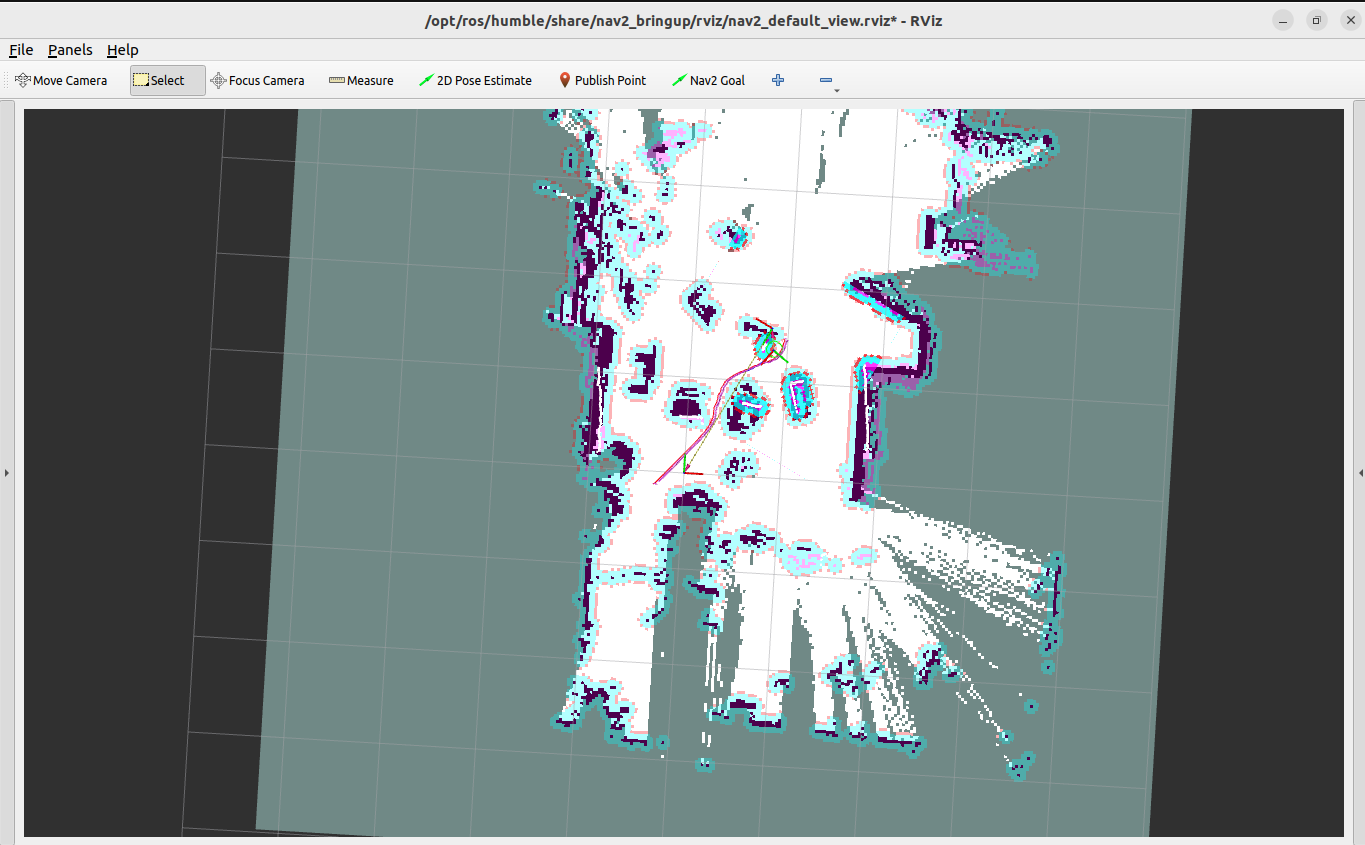 /opt/ros/humble/share/nav2_bringup/rviz/nav2_default_view.rviz* - RViz
File Panels Help
Move Camera Select Focus Camera Measure 2D Pose Estimate Publish Point Nav2 Goal